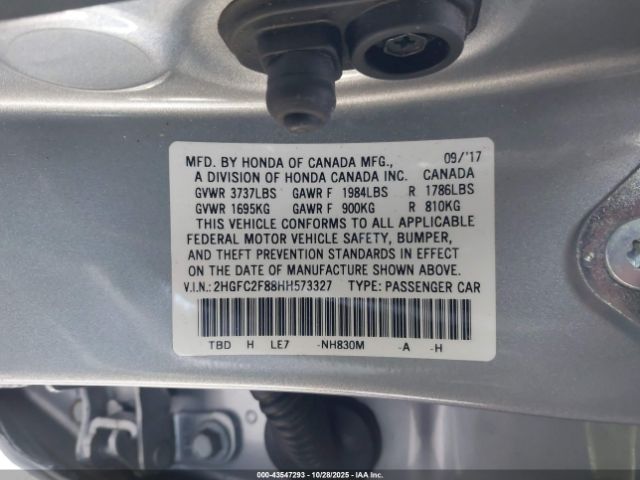 MFD. BY HONDA OF CANADA MFG., 09/'17
A DIVISION OF HONDA CANADA INC. CANADA
GVWR 3737LBS GAWR F 1984LBS R 1786LBS
GVWR 1695KG GAWR F 900KG R 810KG
THIS VEHICLE CONFORMS TO ALL APPLICABLE
FEDERAL MOTOR VEHICLE SAFETY, BUMPER,
AND THEFT PREVENTION STANDARDS IN EFFECT
ON THE DATE OF MANUFACTURE SHOWN ABOVE.
V.I.N.: 2HGFC2F88HH573327 TYPE: PASSENGER CAR
TBD H LE7 -NH830M -A -H
000-43547293 - 10/28/2025 - IAAI.COM